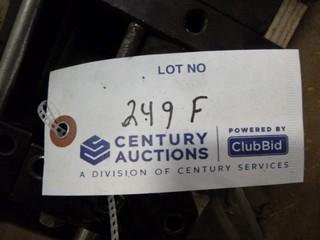 LOT NO
249 F
CENTURY AUCTIONS
POWERED BY
ClubBid
A DIVISION OF CENTURY SERVICES